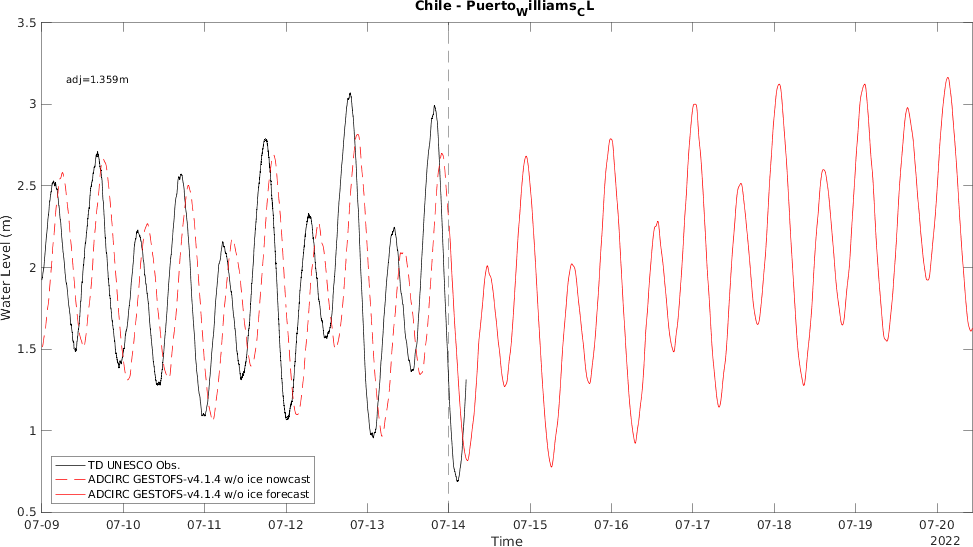 Chile - PuertoWilliamsCL
adj=1.359m
Water Level (m)
3.5
3
2.5
2
1.5
1
0.5
TD UNESCO Obs.
ADCIRC GESTOFS-v4.1.4 w/o ice nowcast
ADCIRC GESTOFS-v4.1.4 w/o ice forecast
07-09 07-10 07-11 07-12 07-13 07-14 07-15 07-16 07-17 07-18 07-19 07-20
Time
2022